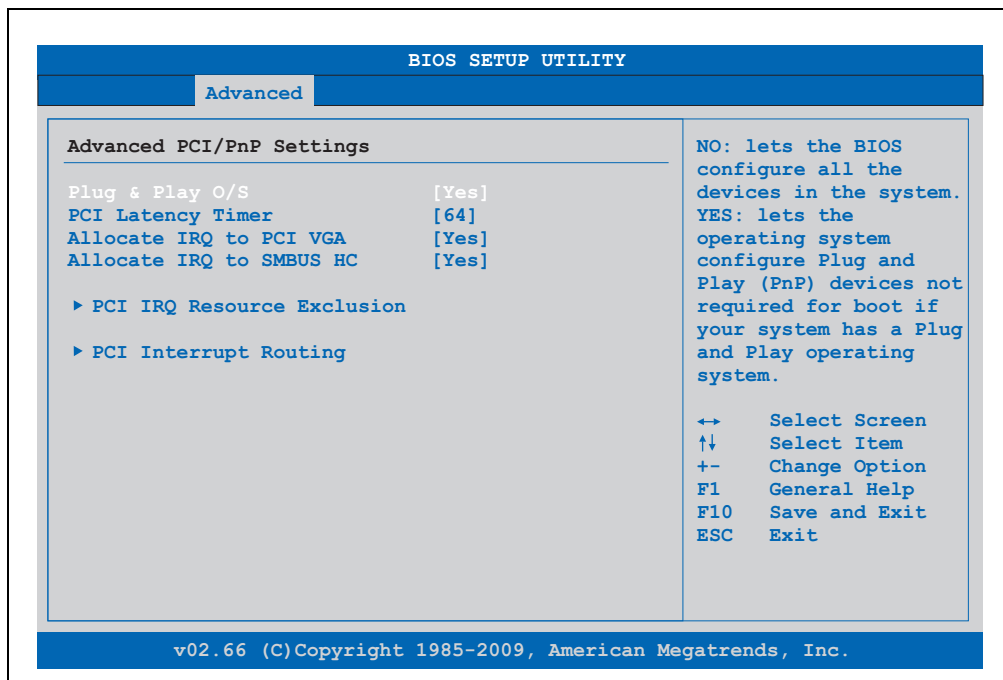 BIOS SETUP UTILITY
Advanced
Advanced PCI/PnP Settings
Plug & Play O/S [Yes]
PCI Latency Timer [64]
Allocate IRQ to PCI VGA [Yes]
Allocate IRQ to SMBUS HC [Yes]
▶ PCI IRQ Resource Exclusion
▶ PCI Interrupt Routing
NO: lets the BIOS
configure all the
devices in the system.
YES: lets the
operating system
configure Plug and
Play (PnP) devices not
required for boot if
your system has a Plug
and Play operating
system.
↔ Select Screen
↑↓ Select Item
+- Change Option
F1 General Help
F10 Save and Exit
ESC Exit
v02.66 (C)Copyright 1985-2009, American Megatrends, Inc.